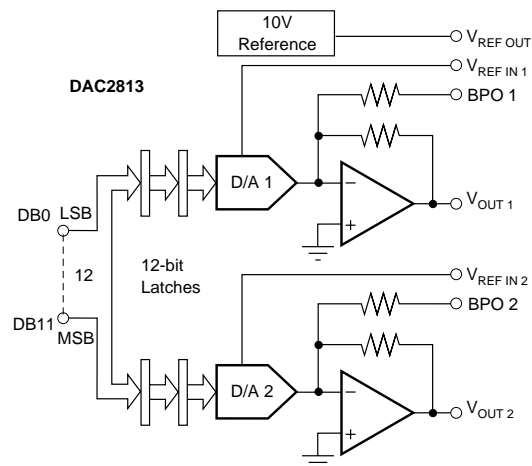 10V
Reference
V REF OUT
V REF IN 1
DAC2813
BPO 1
D/A 1
−
+
V OUT 1
DB0
LSB
12
12-bit
Latches
V REF IN 2
BPO 2
DB11
MSB
D/A 2
−
+
V OUT 2